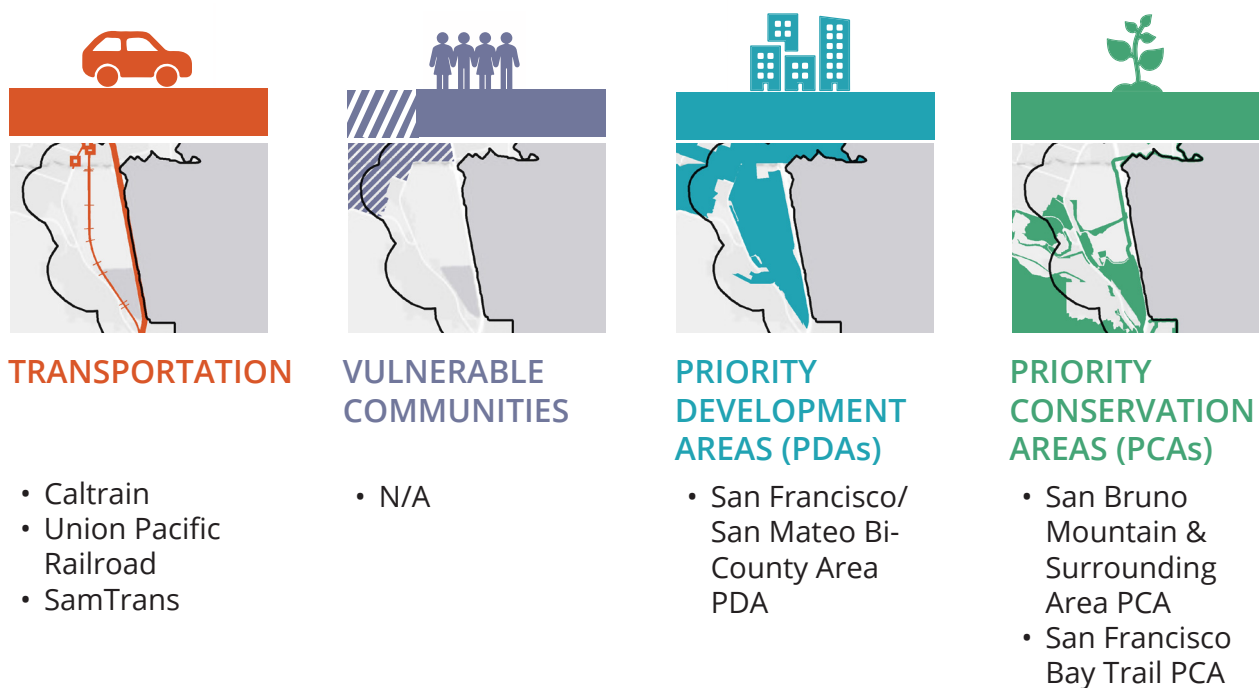 TRANSPORTATION
• Caltrain
• Union Pacific
Railroad
• SamTrans
VULNERABLE
COMMUNITIES
• N/A
PRIORITY
DEVELOPMENT
AREAS (PDAs)
• San Francisco/
San Mateo Bi-
County Area
PDA
PRIORITY
CONSERVATION
AREAS (PCAs)
• San Bruno
Mountain &
Surrounding
Area PCA
• San Francisco
Bay Trail PCA